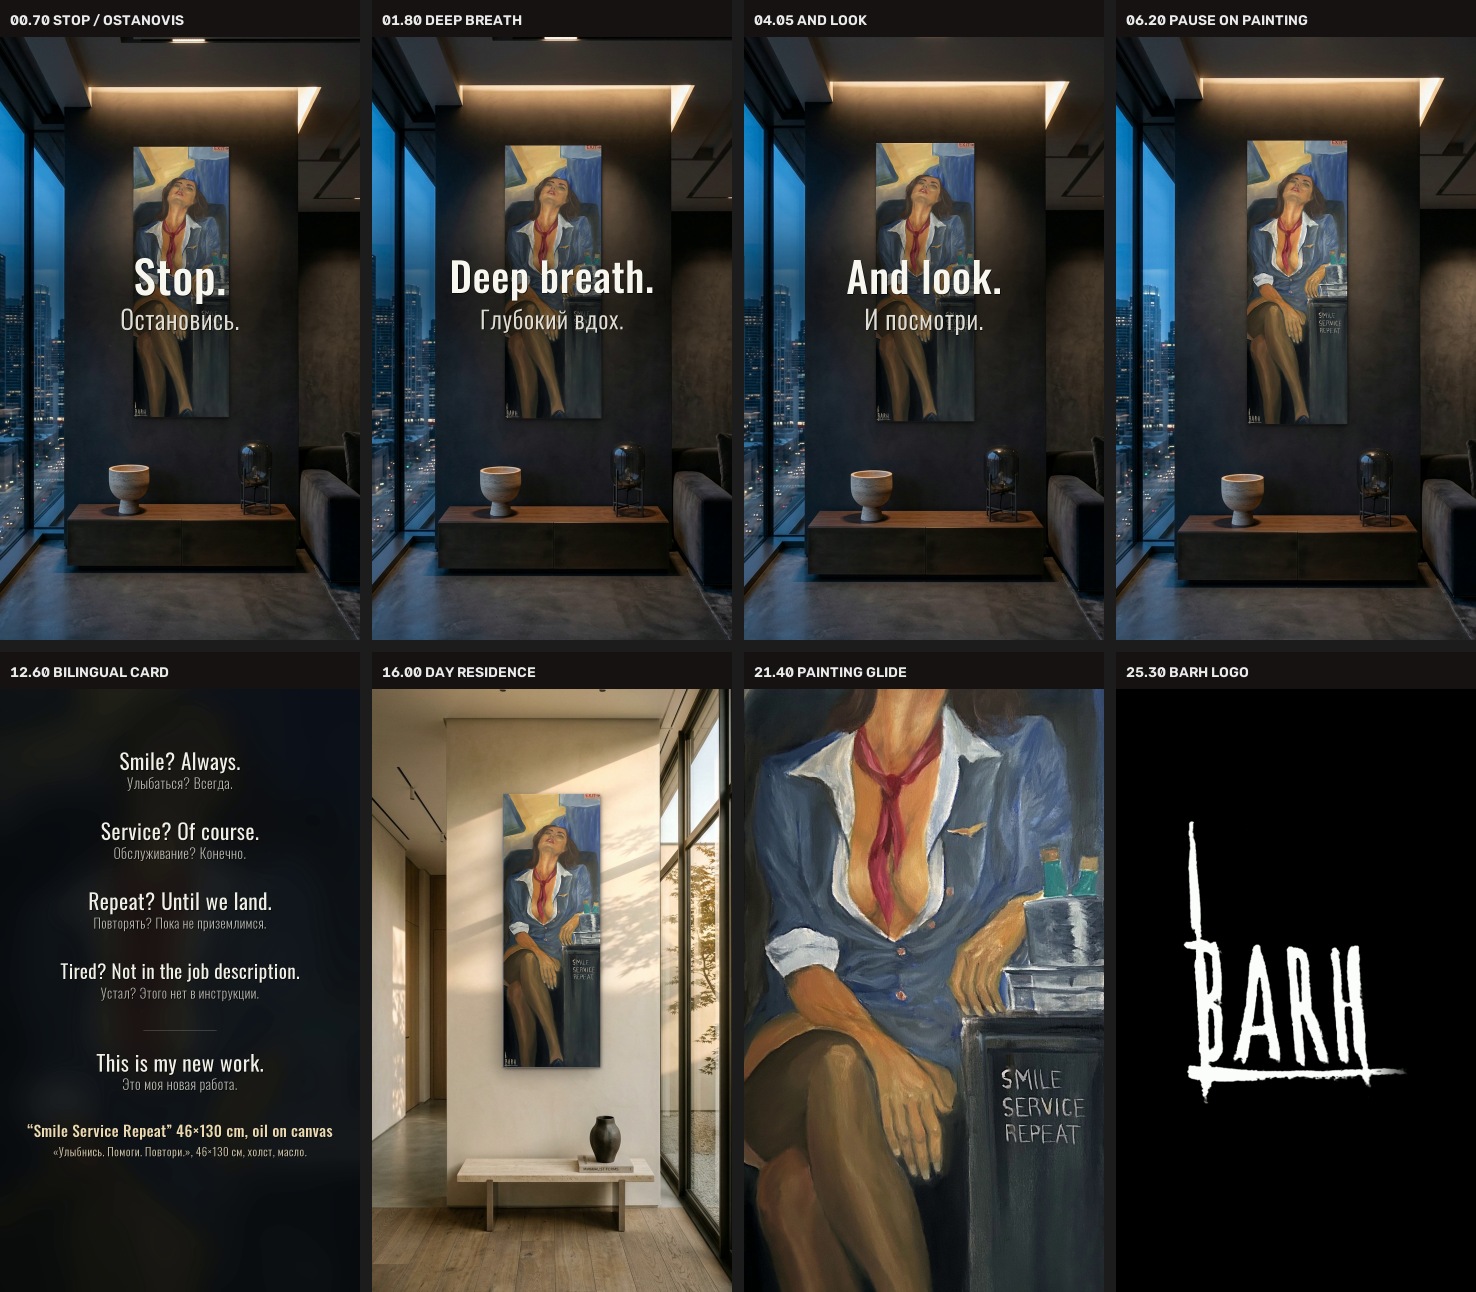 00.70 STOP / OSTANOVIS
01.80 DEEP BREATH
04.05 AND LOOK
06.20 PAUSE ON PAINTING
Stop.
Остановись.
Deep breath.
Глубокий вдох.
And look.
И посмотри.
SMILE
SERVICE
REPEAT
BARH
BARH
BARH
BARH
12.60 BILINGUAL CARD
16.00 DAY RESIDENCE
21.40 PAINTING GLIDE
25.30 BARH LOGO
Smile? Always.
Улыбаться? Всегда.
Service? Of course.
Обслуживание? Конечно.
Repeat? Until we land.
Повторять? Пока не приземлимся.
Tired? Not in the job description.
Устал? Этого нет в инструкции.
This is my new work.
Это моя новая работа.
“Smile Service Repeat” 46×130 cm, oil on canvas
«Улыбнись. Помоги. Повтори.», 46×130 см, холст, масло.
SMILE
SERVICE
REPEAT
BARH
SMILE
SERVICE
REPEAT
BARH